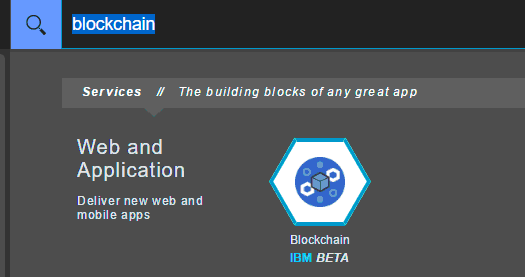 blockchain
Services // The building blocks of any great app
Web and
Application
Deliver new web and
mobile apps
Blockchain
IBM BETA